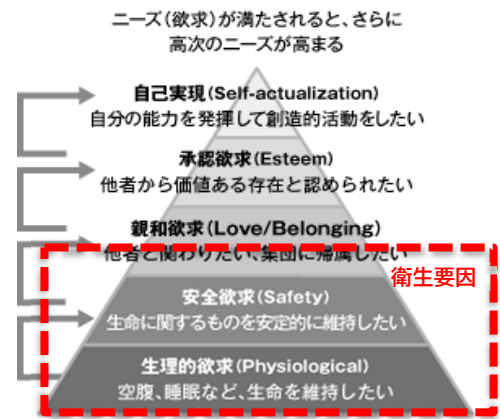 ニーズ(欲求)が満たされると、さらに
高次のニーズが高まる
自己実現(Self-actualization)
自分の能力を発揮して創造的活動をしたい
承認欲求(Esteem)
他者から価値ある存在と認められたい
親和欲求(Love/Belonging)
他者と関わりたい、集団に帰属したい
衛生要因
安全欲求(Safety)
生命に関するものを安定的に維持したい
生理的欲求(Physiological)
空腹、睡眠など、生命を維持したい